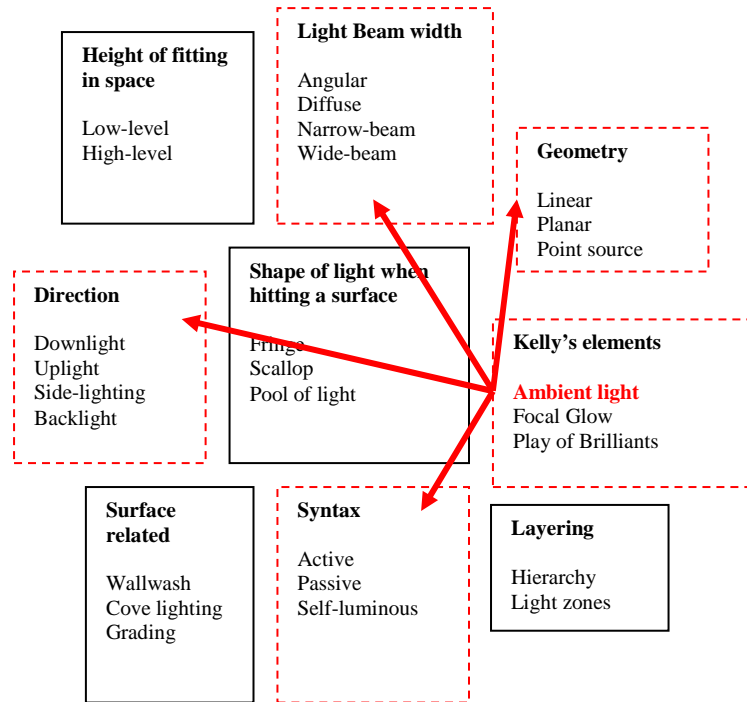 Height of fitting
in space
Low-level
High-level
Light Beam width
Angular
Diffuse
Narrow-beam
Wide-beam
Geometry
Linear
Planar
Point source
Direction
Downlight
Uplight
Side-lighting
Backlight
Shape of light when
hitting a surface
Fringe
Scallop
Pool of light
Kelly's elements
Ambient light
Focal Glow
Play of Brilliants
Surface
related
Wallwash
Cove lighting
Grading
Syntax
Active
Passive
Self-luminous
Layering
Hierarchy
Light zones